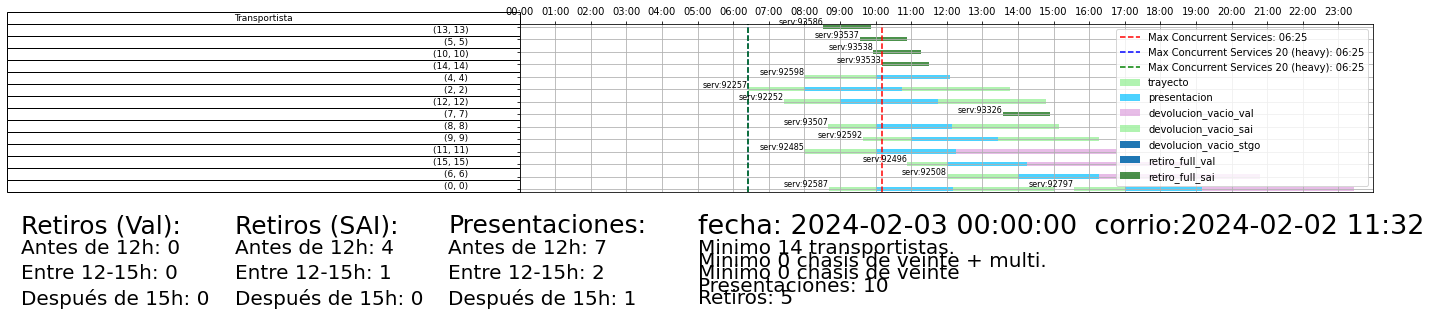 Transportista
00:00 01:00 02:00 03:00 04:00 05:00 06:00 07:00 08:00 09:00 10:00 11:00 12:00 13:00 14:00 15:00 16:00 17:00 18:00 19:00 20:00 21:00 22:00 23:00
(13, 13)
(5, 5)
(10, 10)
(14, 14)
(4, 4)
(2, 2)
(12, 12)
(7, 7)
(8, 8)
(9, 9)
(11, 11)
(15, 15)
(6, 6)
(0, 0)
serv:93586
serv:93537
serv:93538
serv:93533
serv:92598
serv:92257
serv:92252
serv:93326
serv:93507
serv:92592
serv:92485
serv:92496
serv:92508
serv:92587
serv:92797
Max Concurrent Services: 06:25
Max Concurrent Services 20 (heavy): 06:25
Max Concurrent Services 20 (heavy): 06:25
trayecto
presentacion
devolucion_vacio_val
devolucion_vacio_sai
devolucion_vacio_stgo
retiro_full_val
retiro_full_sai
Retiros (Val):
Antes de 12h: 0
Entre 12-15h: 0
Después de 15h: 0
Retiros (SAI):
Antes de 12h: 4
Entre 12-15h: 1
Después de 15h: 0
Presentaciones:
Antes de 12h: 7
Entre 12-15h: 2
Después de 15h: 1
fecha: 2024-02-03 00:00:00 corrio:2024-02-02 11:32
Minimo 14 transportistas.
Minimo 0 chasis de veinte + multi.
Minimo 0 chasis de veinte
Presentaciones: 10
Retiros: 5